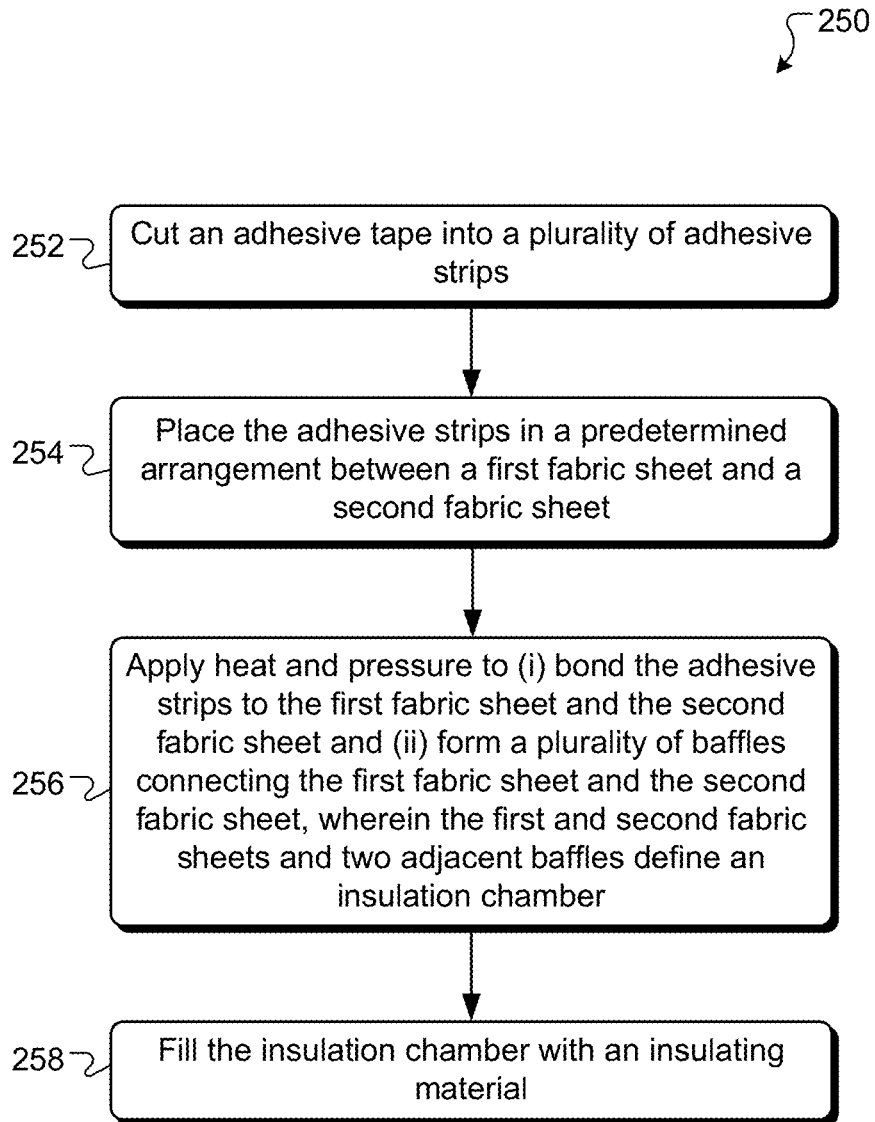 250
252
Cut an adhesive tape into a plurality of adhesive
strips
254
Place the adhesive strips in a predetermined
arrangement between a first fabric sheet and a
second fabric sheet
256
Apply heat and pressure to (i) bond the adhesive
strips to the first fabric sheet and the second
fabric sheet and (ii) form a plurality of baffles
connecting the first fabric sheet and the second
fabric sheet, wherein the first and second fabric
sheets and two adjacent baffles define an
insulation chamber
258
Fill the insulation chamber with an insulating
material